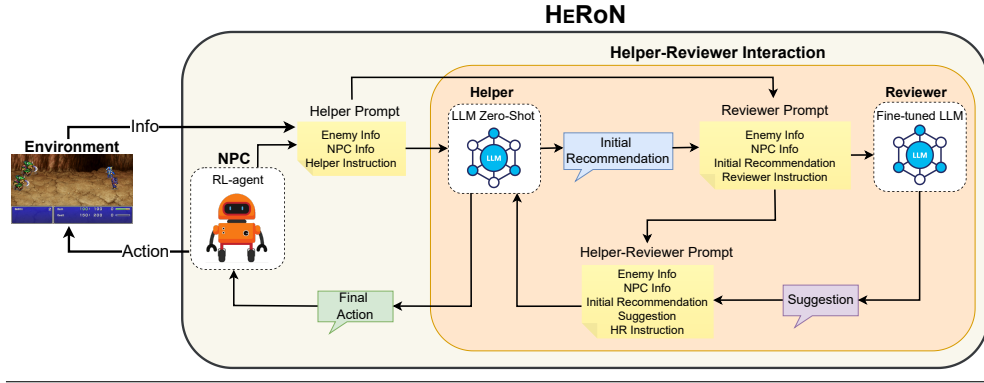 HERON
Helper-Reviewer Interaction
Helper
Reviewer
Helper Prompt
LLM Zero-Shot
Reviewer Prompt
Fine-tuned LLM
Info
Enemy Info
NPC Info
Helper Instruction
LLM
Initial
Recommendation
Enemy Info
NPC Info
Initial Recommendation
Reviewer Instruction
LLM
Environment
NPC
RL-agent
Action
Helper-Reviewer Prompt
Enemy Info
NPC Info
Initial Recommendation
Suggestion
HR Instruction
Suggestion
Final
Action